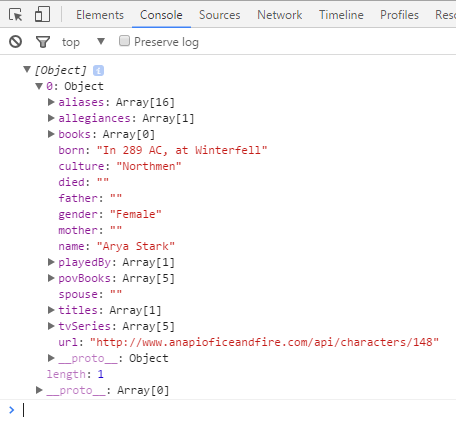 Elements Console Sources Network Timeline Profiles Reso
top Preserve log
[Object]
0: Object
aliases: Array[16]
allegiances: Array[1]
books: Array[0]
born: "In 289 AC, at Winterfell"
culture: "Northmen"
died: ""
father: ""
gender: "Female"
mother: ""
name: "Arya Stark"
playedBy: Array[1]
povBooks: Array[5]
spouse: ""
titles: Array[1]
tvSeries: Array[5]
url: "http://www.anapioficeandfire.com/api/characters/148"
__proto__: Object
length: 1
__proto__: Array[0]